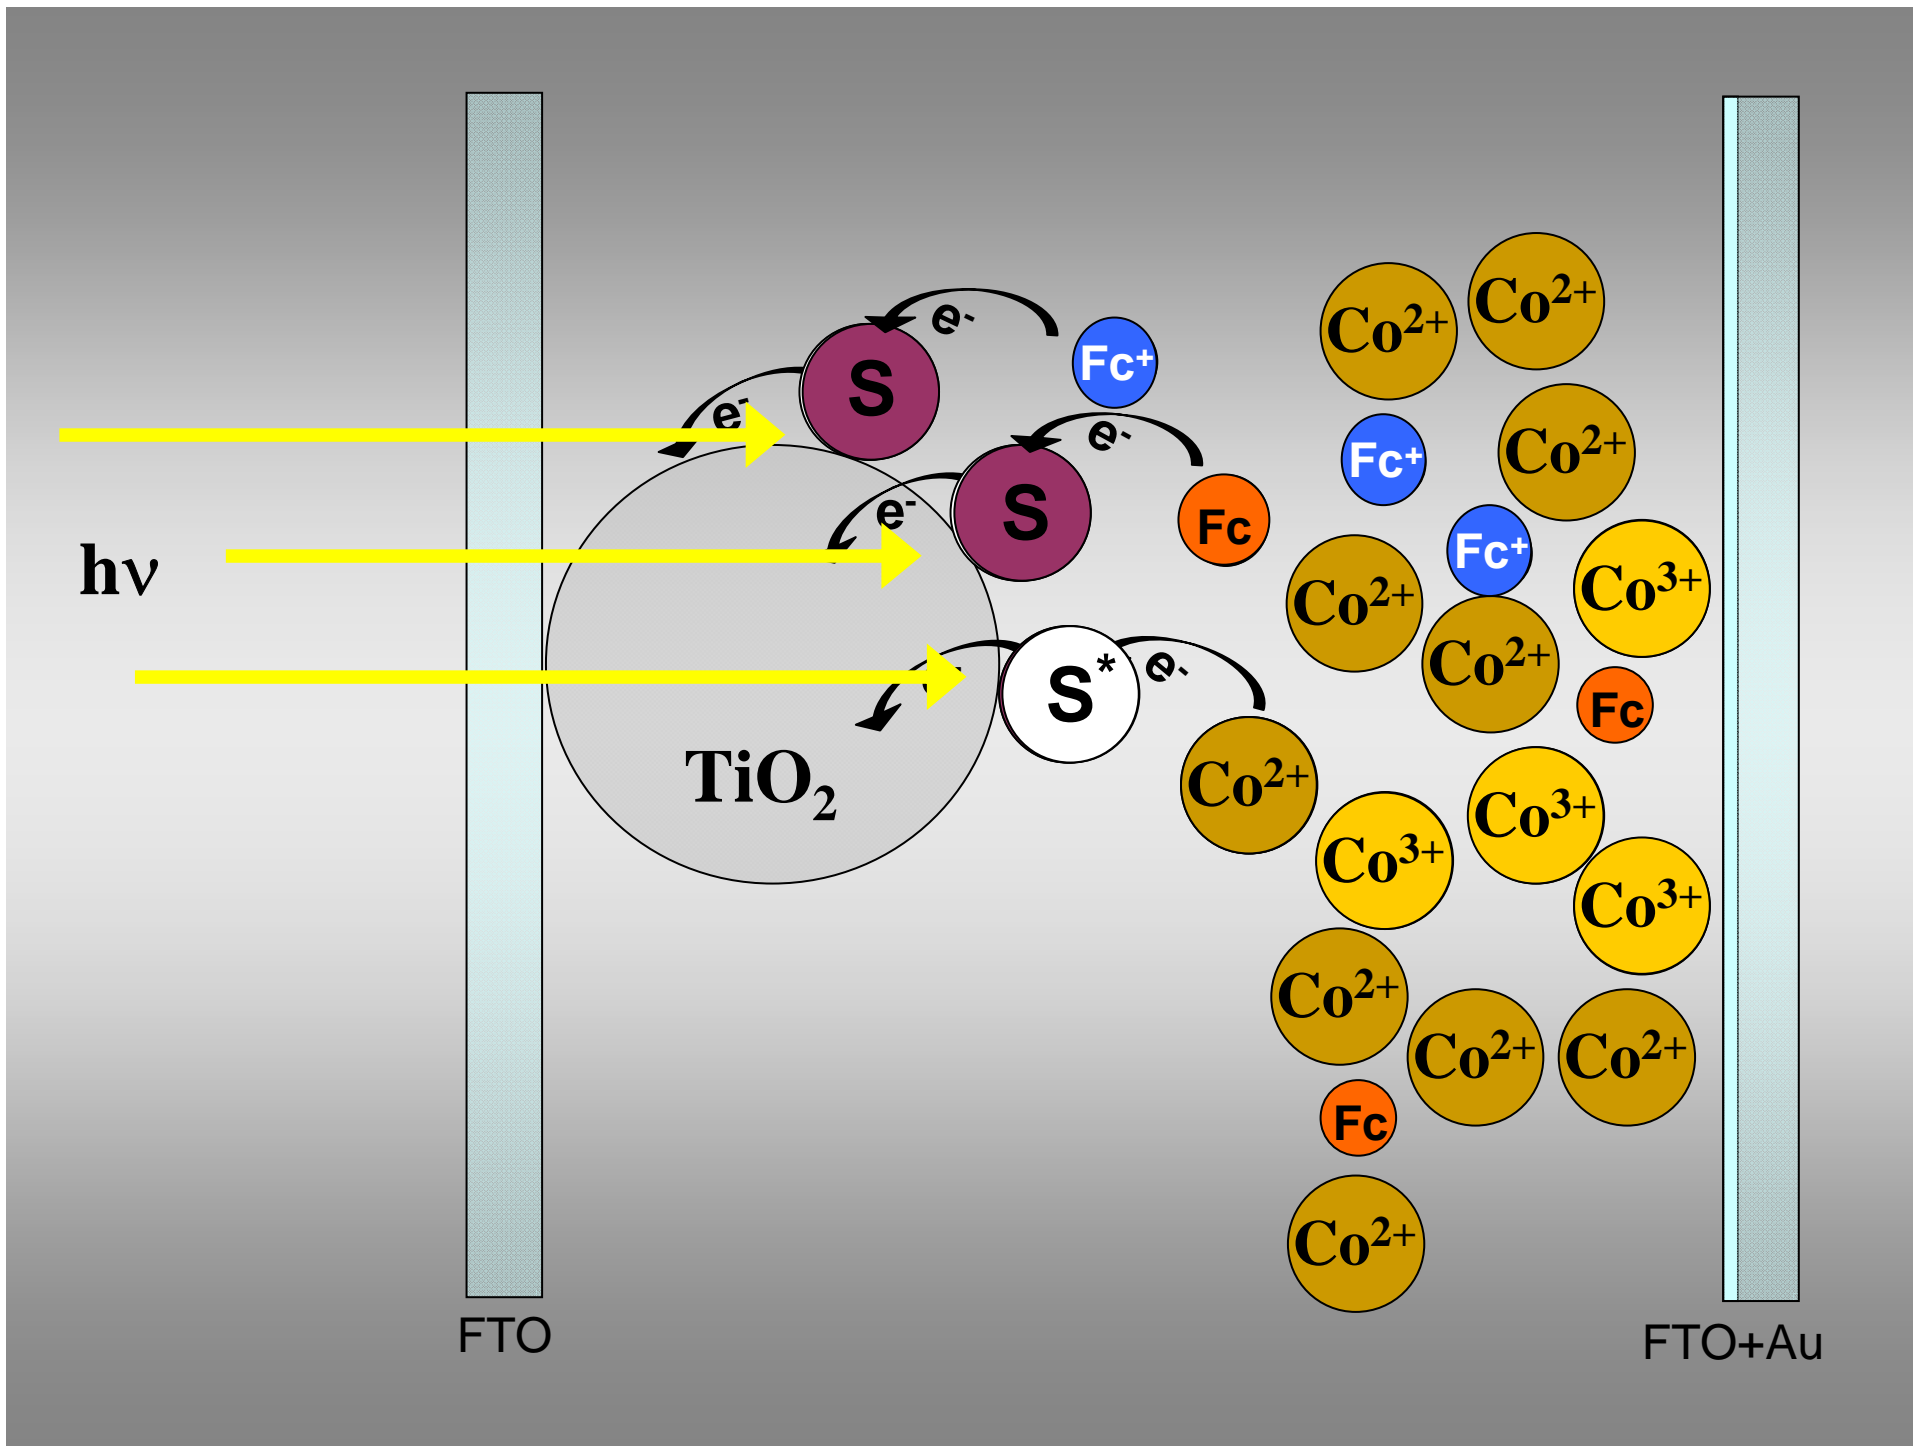 Co²⁺
Co²⁺
e⁻
S
Fc⁺
e⁻
e⁻
Co²⁺
Fc⁺
S
e⁻
Fc
Fc⁺
hν
Co³⁺
Co²⁺
Co²⁺
S*
e⁻
Fc
TiO₂
Co²⁺
Co³⁺
Co³⁺
Co³⁺
Co²⁺
Co²⁺
Co²⁺
Fc
Co²⁺
FTO
FTO+Au